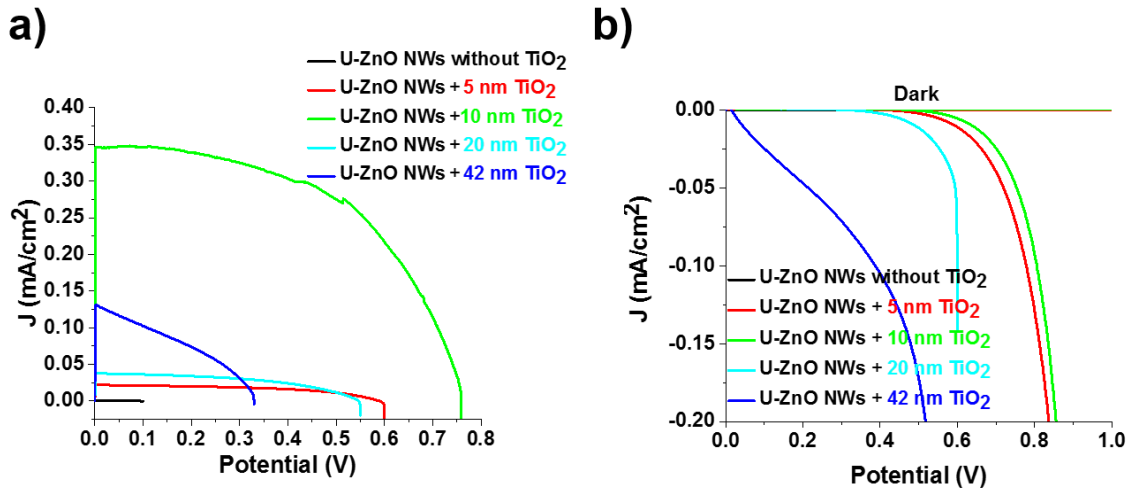 a)
U-ZnO NWs without TiO2
U-ZnO NWs + 5 nm TiO2
U-ZnO NWs + 10 nm TiO2
U-ZnO NWs + 20 nm TiO2
U-ZnO NWs + 42 nm TiO2
0.40
0.35
0.30
0.25
0.20
0.15
0.10
0.05
0.00
J (mA/cm2)
0.0 0.1 0.2 0.3 0.4 0.5 0.6 0.7 0.8
Potential (V)
b)
Dark
0.00
-0.05
-0.10
-0.15
-0.20
J (mA/cm2)
U-ZnO NWs without TiO2
U-ZnO NWs + 5 nm TiO2
U-ZnO NWs + 10 nm TiO2
U-ZnO NWs + 20 nm TiO2
U-ZnO NWs + 42 nm TiO2
0.0 0.2 0.4 0.6 0.8 1.0
Potential (V)